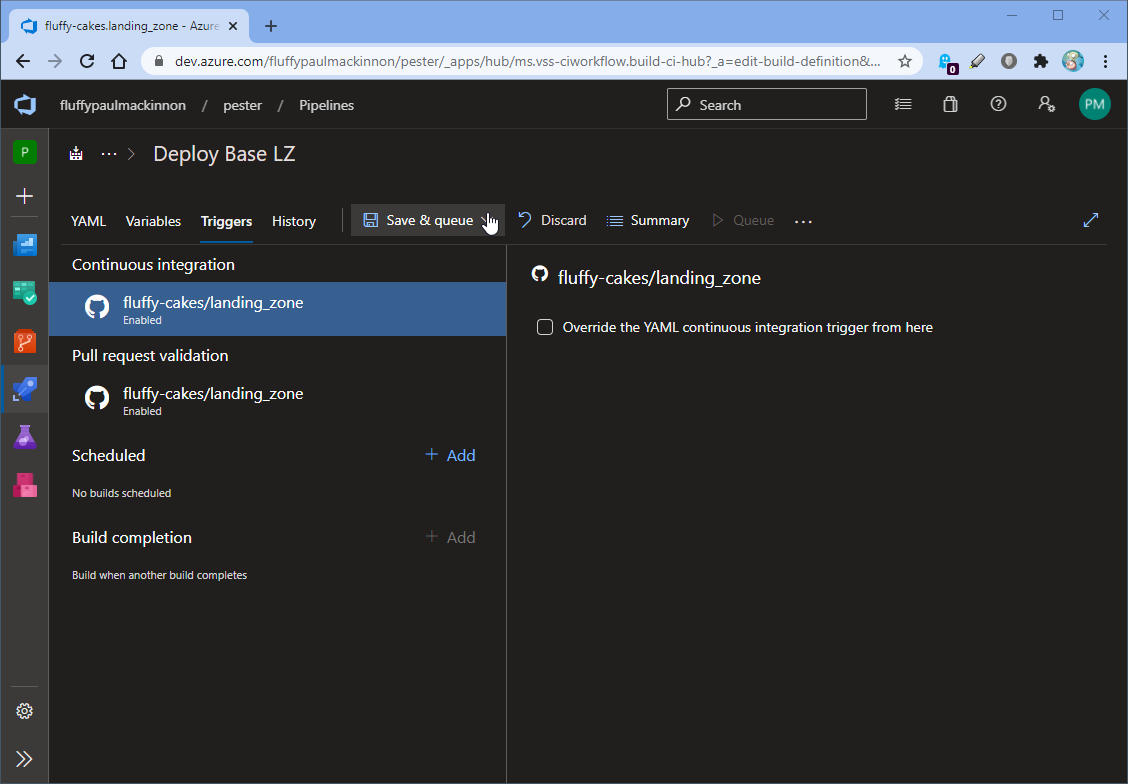 fluffy-cakes.landing_zone - Azure
dev.azure.com/fluffypaulmackinnon/pester/_apps/hub/ms.vss-ciworkflow.build-ci-hub?_a=edit-build-definition&...
0
fluffypaulmackinnon / pester / Pipelines
Search
PM
P
... > Deploy Base LZ
YAML Variables Triggers History Save & queue Discard Summary Queue ...
Continuous integration
fluffy-cakes/landing_zone
Enabled
Pull request validation
fluffy-cakes/landing_zone
Enabled
Scheduled
+ Add
No builds scheduled
Build completion
+ Add
Build when another build completes
fluffy-cakes/landing_zone
Override the YAML continuous integration trigger from here